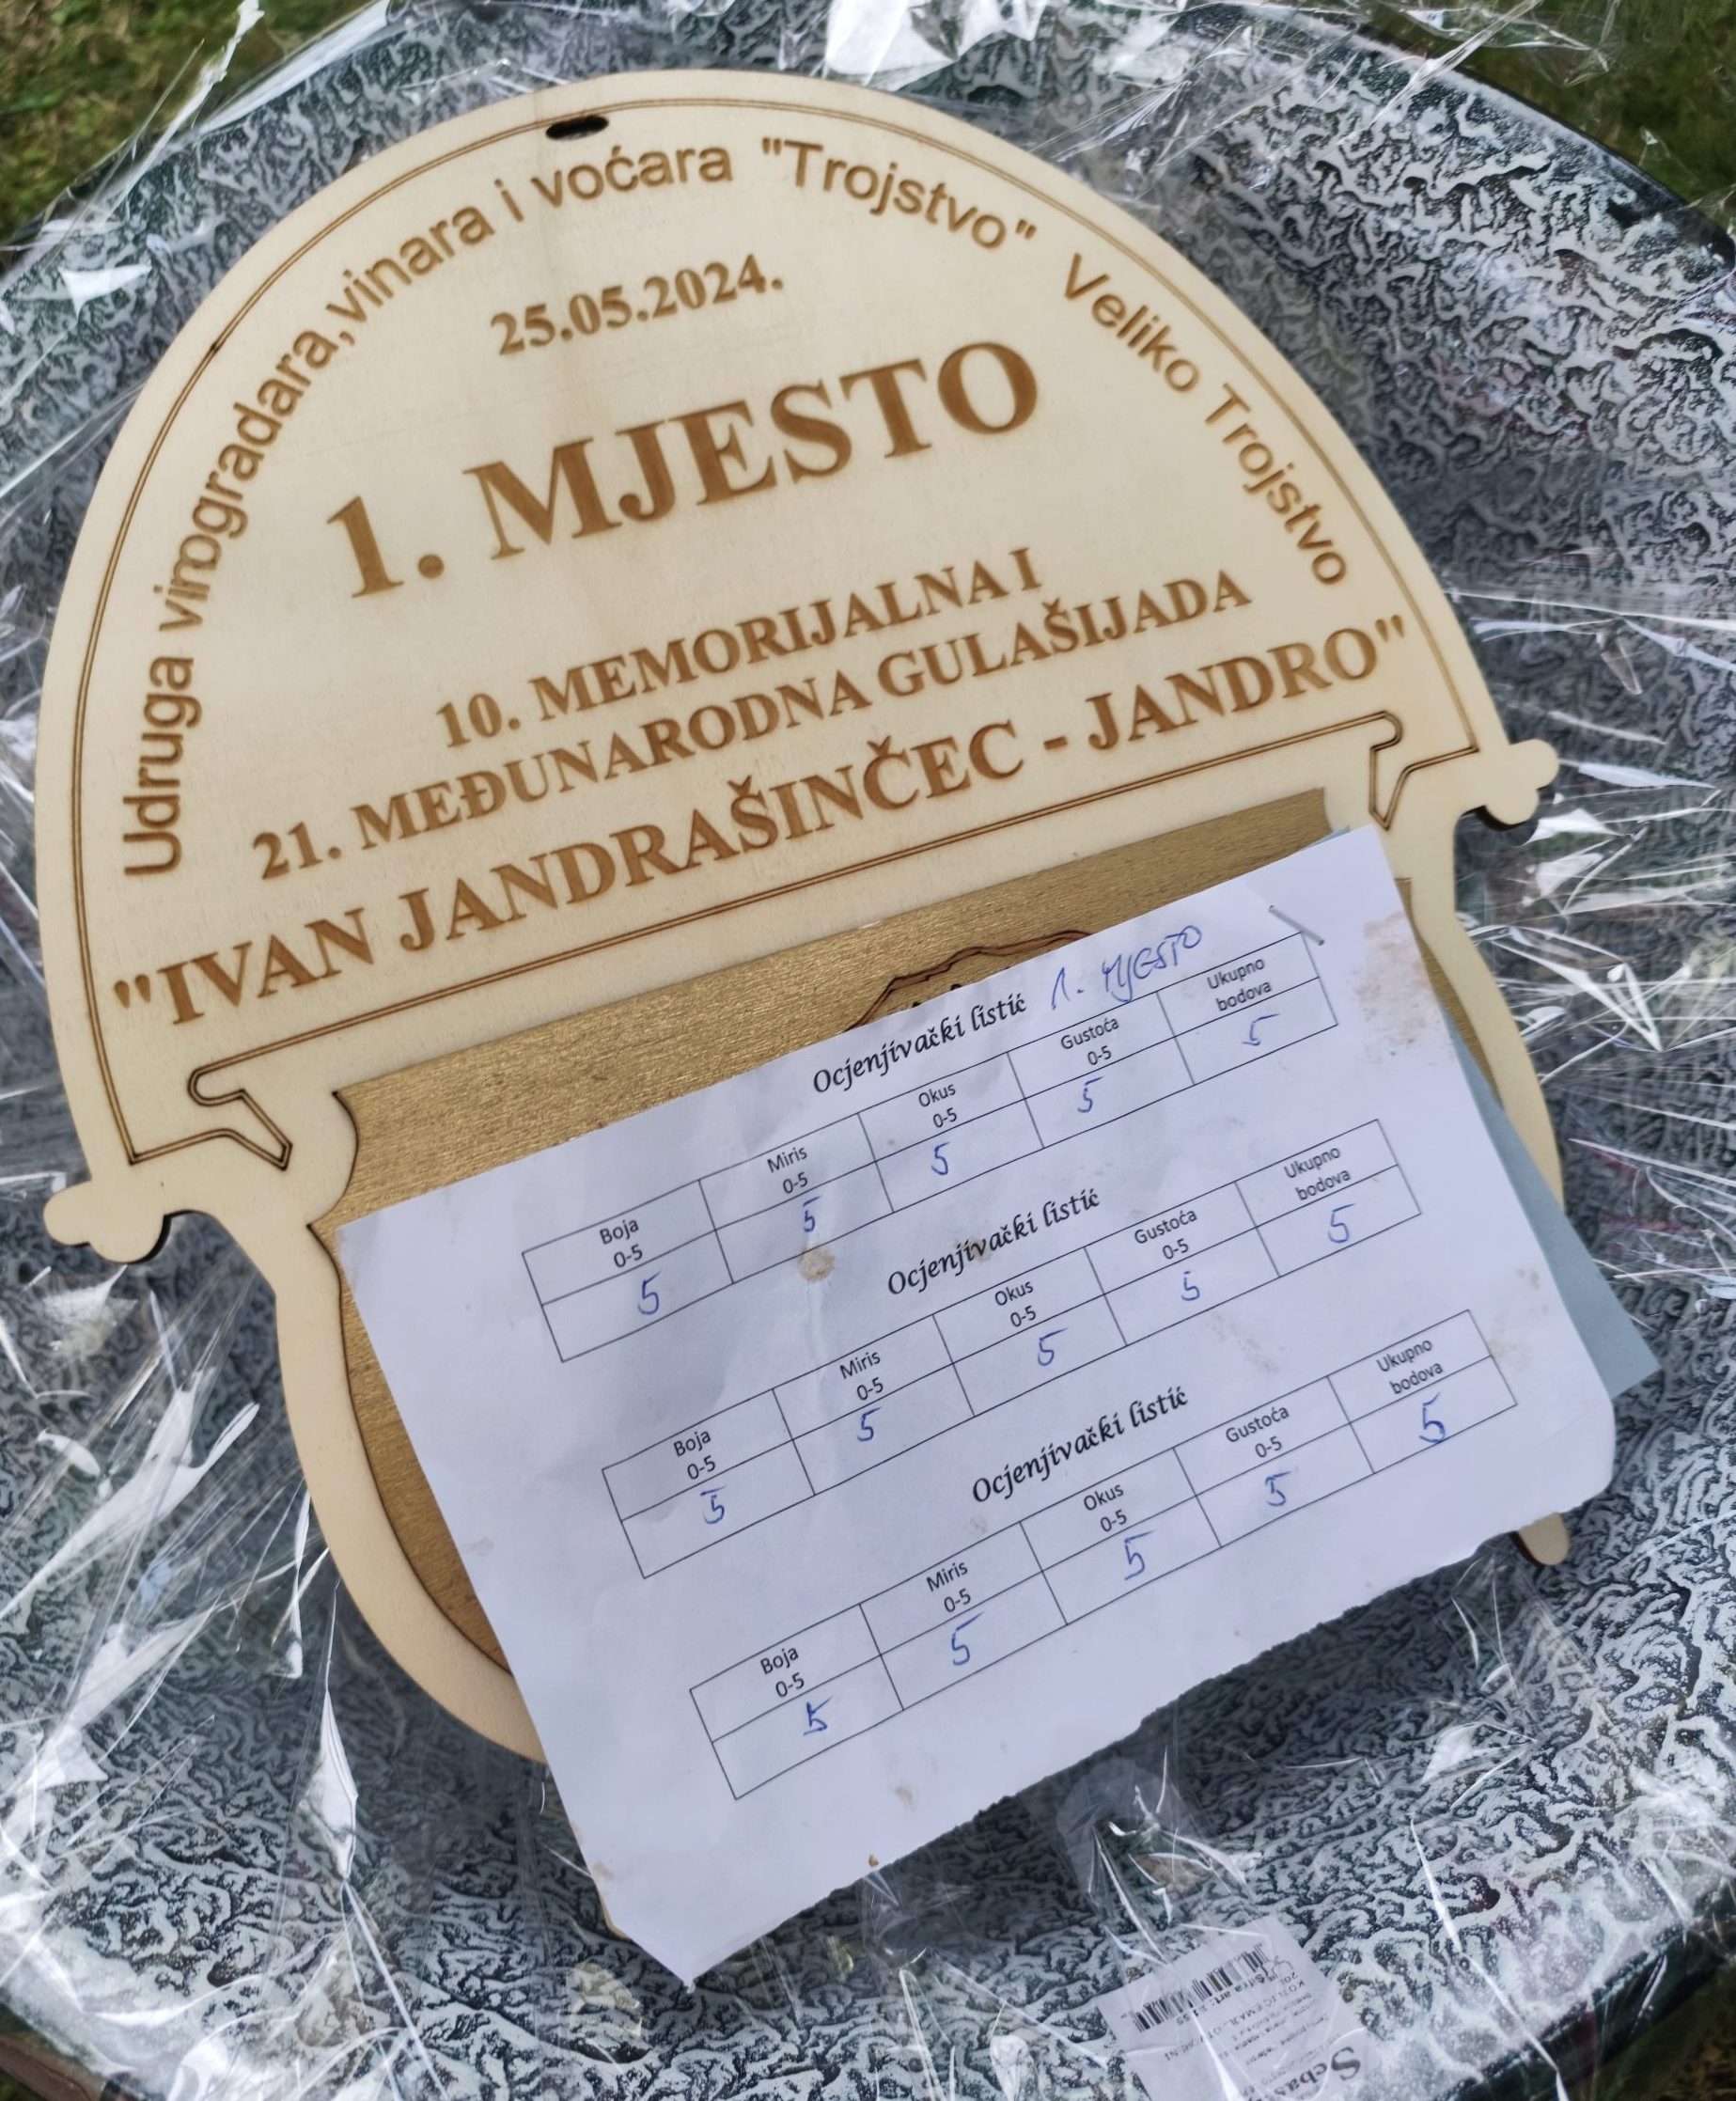 Udruga vinogradara,vinara i voćara "Trojstvo" Veliko Trojstvo
25.05.2024.
1. MJESTO
10. MEMORIJALNA I
21. MEĐUNARODNA GULAŠIJADA
"IVAN JANDRAŠINČEC - JANDRO"
Ocjenjivački listić 1. MJESTO
Boja Miris Okus Gustoća Ukupno bodova
0-5 0-5 0-5 0-5
5 5 5 5 5
Ocjenjivački listić
Boja Miris Okus Gustoća Ukupno bodova
0-5 0-5 0-5 0-5
5 5 5 5 5
Ocjenjivački listić
Boja Miris Okus Gustoća Ukupno bodova
0-5 0-5 0-5 0-5
5 5 5 5 5